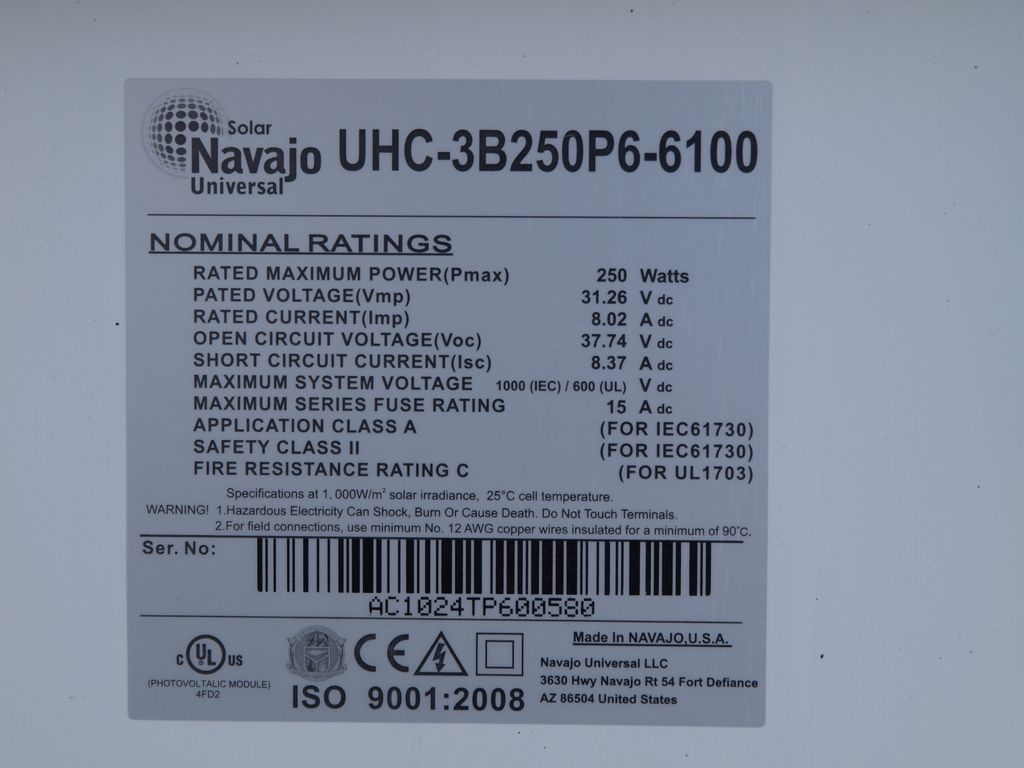 Solar
Navajo
Universal
UHC-3B250P6-6100
NOMINAL RATINGS
RATED MAXIMUM POWER(Pmax) 250 Watts
PATED VOLTAGE(Vmp) 31.26 V dc
RATED CURRENT(Imp) 8.02 A dc
OPEN CIRCUIT VOLTAGE(Voc) 37.74 V dc
SHORT CIRCUIT CURRENT(Isc) 8.37 A dc
MAXIMUM SYSTEM VOLTAGE 1000 (IEC) / 600 (UL) V dc
MAXIMUM SERIES FUSE RATING 15 A dc
APPLICATION CLASS A (FOR IEC61730)
SAFETY CLASS II (FOR IEC61730)
FIRE RESISTANCE RATING C (FOR UL1703)
Specifications at 1, 000W/m² solar irradiance, 25°C cell temperature.
WARNING! 1.Hazardous Electricity Can Shock, Burn Or Cause Death. Do Not Touch Terminals.
2.For field connections, use minimum No. 12 AWG copper wires insulated for a minimum of 90°C.
Ser. No:
AC1024TP600580
c UL US
(PHOTOVOLTALIC MODULE)
4FD2
CE
ISO 9001:2008
Made In NAVAJO,U.S.A.
Navajo Universal LLC
3630 Hwy Navajo Rt 54 Fort Defiance
AZ 86504 United States